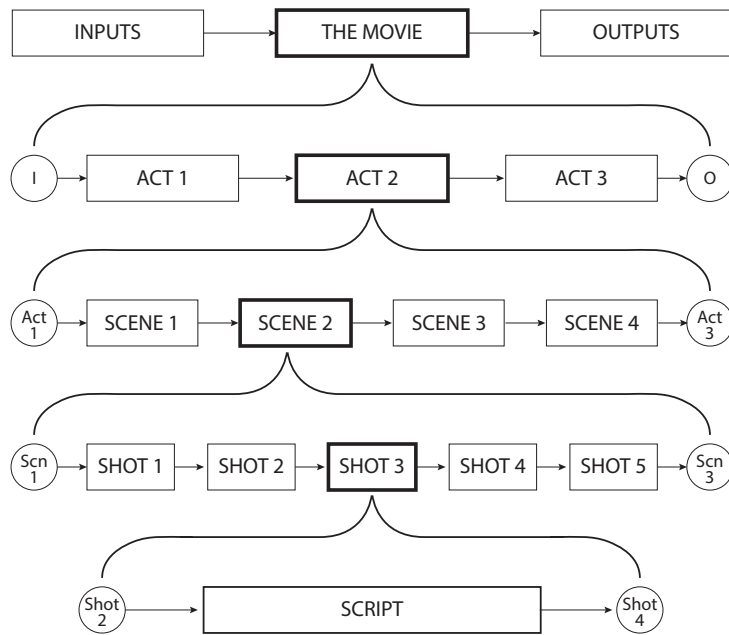 INPUTS THE MOVIE OUTPUTS
I ACT 1 ACT 2 ACT 3 O
Act 1 SCENE 1 SCENE 2 SCENE 3 SCENE 4 Act 3
Scn 1 SHOT 1 SHOT 2 SHOT 3 SHOT 4 SHOT 5 Scn 3
Shot 2 SCRIPT Shot 4